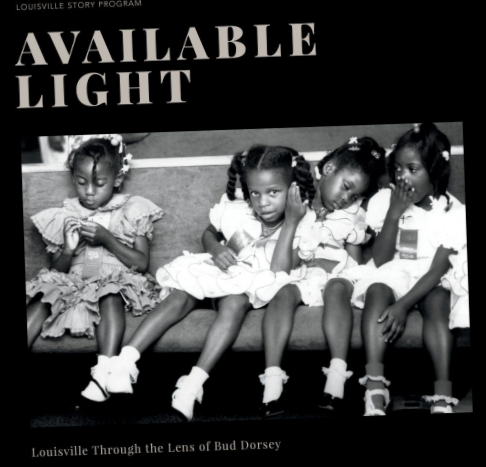 LOUISVILLE STORY PROGRAM
AVAILABLE
LIGHT
Louisville Through the Lens of Bud Dorsey